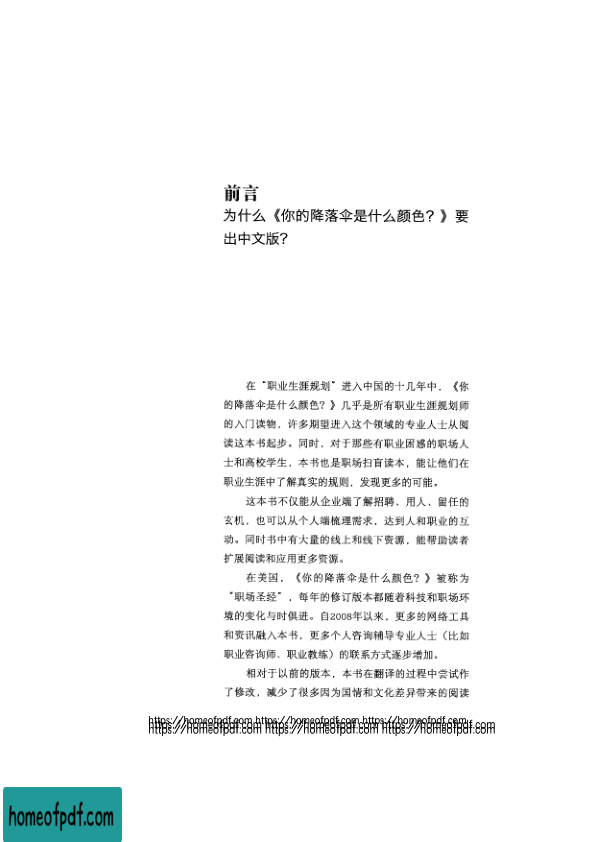 前言
为什么《你的降落伞是什么颜色？》要
出中文版？
在“职业生涯规划”进入中国的十几年中，《你
的降落伞是什么颜色？》几乎是所有职业生涯规划师
的入门读物，许多期望进入这个领域的专业人士从阅
读这本书起步。同时，对于那些有职业困惑的职场人
士和高校学生，本书也是职场扫盲读本，能让他们在
职业生涯中了解真实的规则，发现更多的可能。
这本书不仅能从企业端了解招聘、用人、留任的
玄机，也可以从个人端梳理需求，达到人和职业的互
动。同时书中有大量的线上和线下资源，能帮助读者
扩展阅读和应用更多资源。
在美国，《你的降落伞是什么颜色？》被称为
“职场圣经”，每年的修订版本都随着科技和职场环
境的变化与时俱进。自2008年以来，更多的网络工具
和资讯融入本书，更多个人咨询辅导专业人士（比如
职业咨询师、职业教练）的联系方式逐步增加。
相对于以前的版本，本书在翻译的过程中尝试作
了修改，减少了很多因为国情和文化差异带来的阅读
https://homeofpdf.com https://homeofpdf.com https://homeofpdf.com
https://homeofpdf.com https://homeofpdf.com https://homeofpdf.com
homeofpdf.com